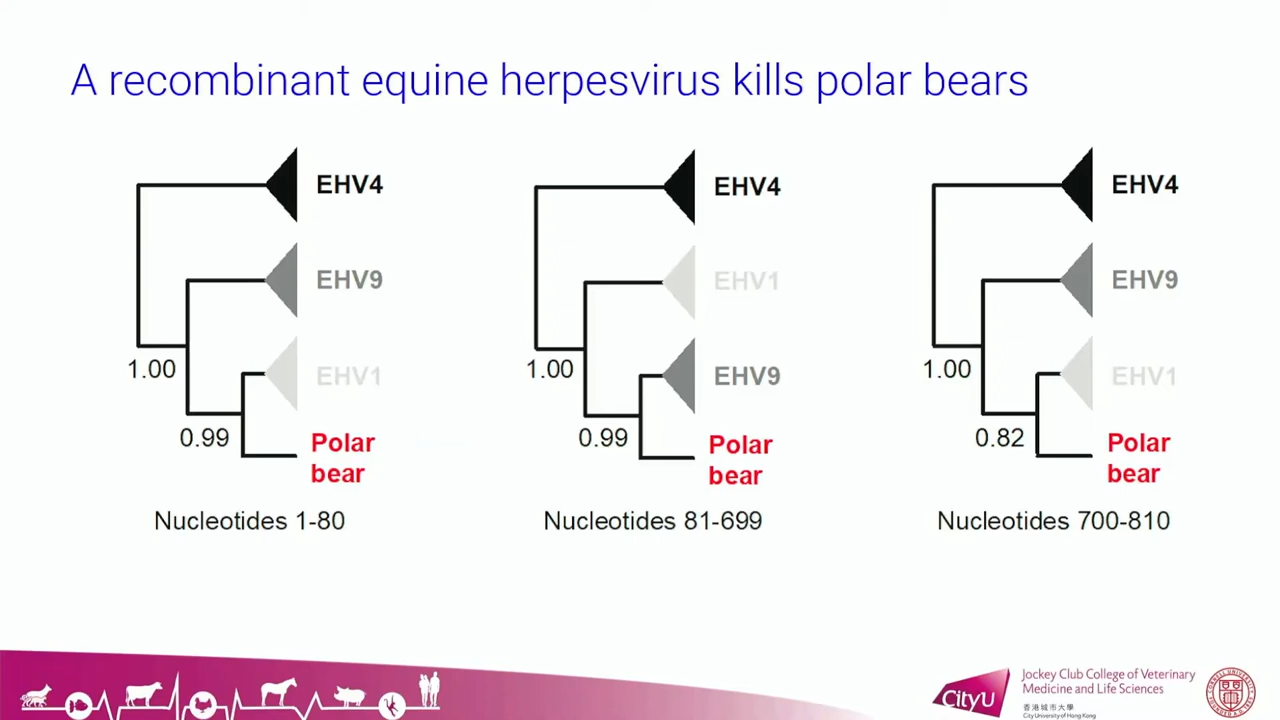 A recombinant equine herpesvirus kills polar bears
EHV4
EHV9
1.00
EHV1
0.99
Polar
bear
Nucleotides 1-80
EHV4
EHV1
1.00
EHV9
0.99
Polar
bear
Nucleotides 81-699
EHV4
EHV9
1.00
EHV1
0.82
Polar
bear
Nucleotides 700-810
CityU
Jockey Club College of Veterinary
Medicine and Life Sciences
香港城市大學
City University of Hong Kong